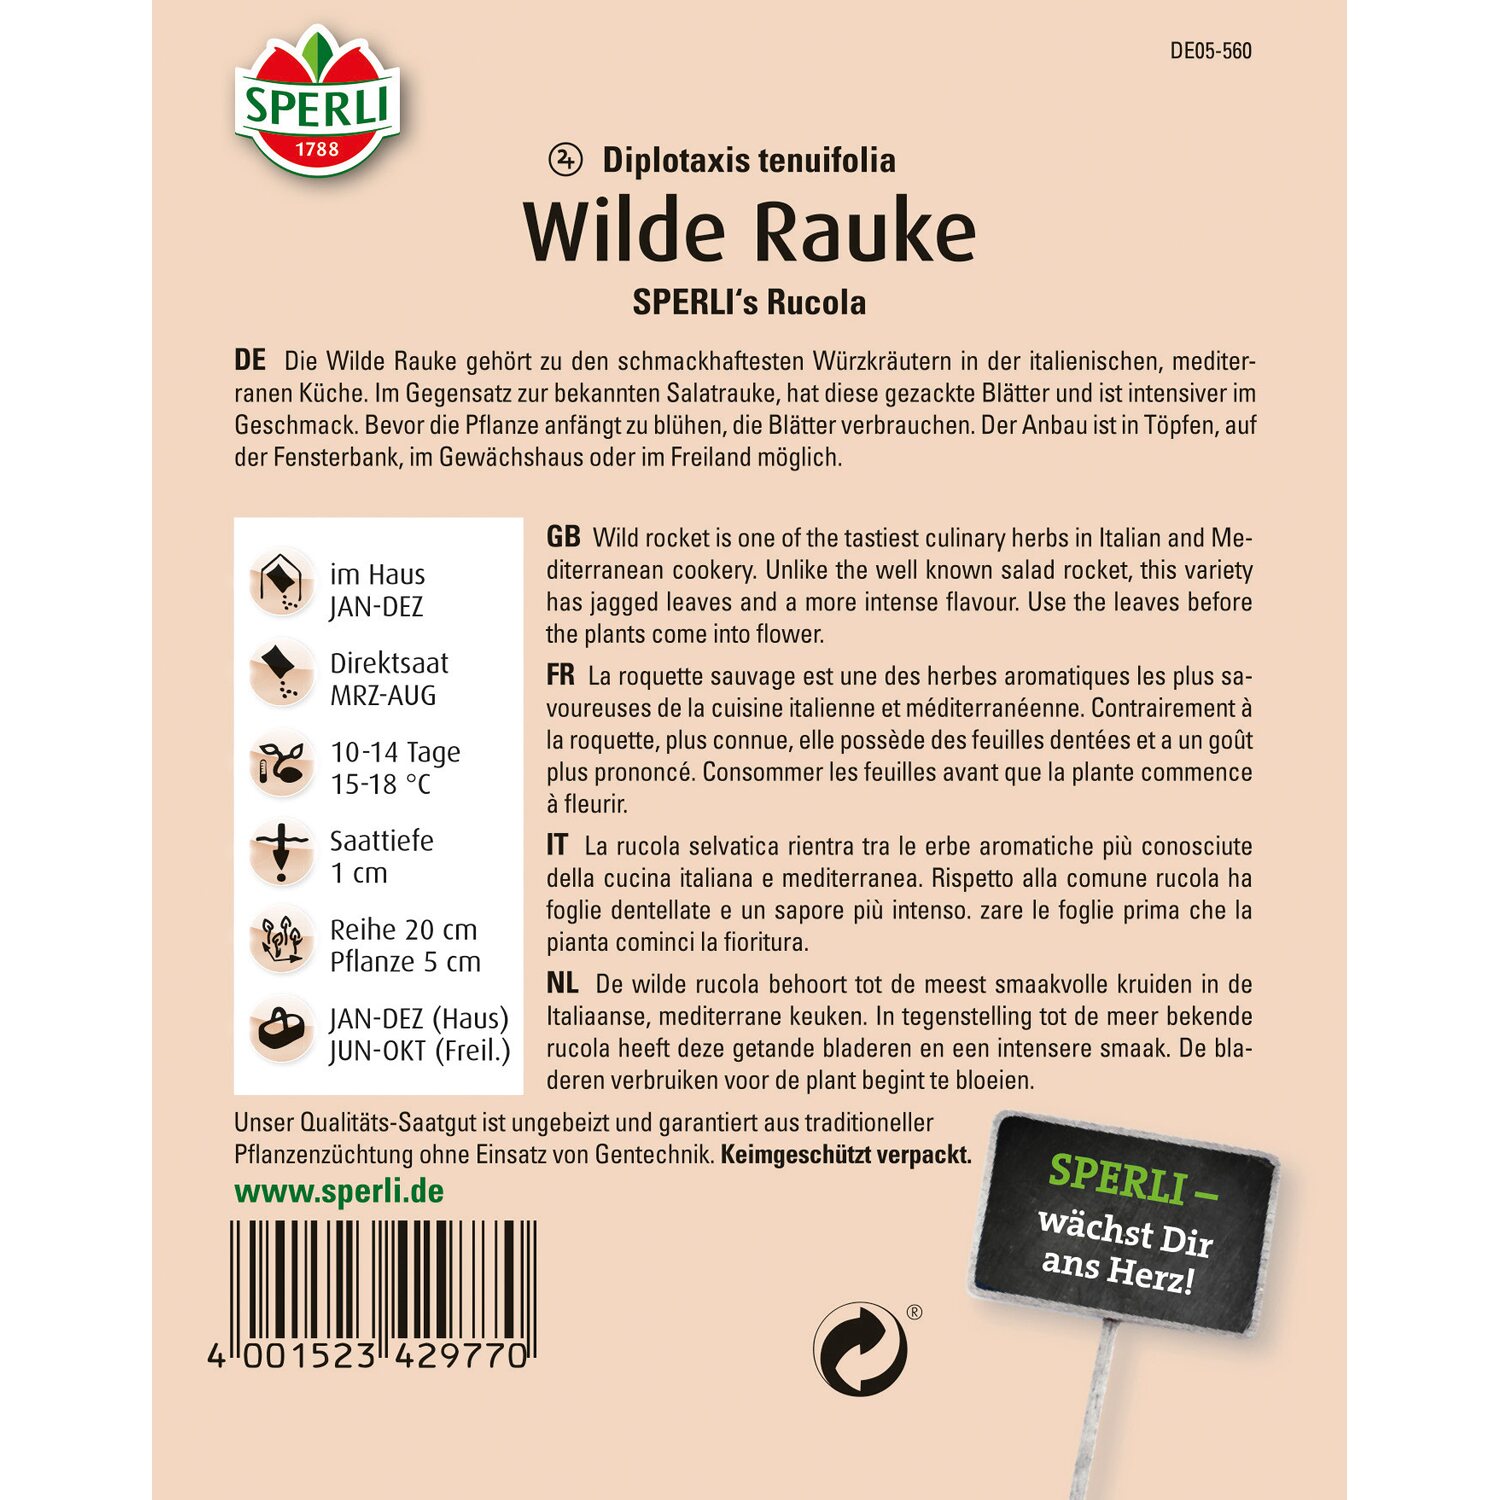 DE05-560
SPERLI
1788
Diplotaxis tenuifolia
Wilde Rauke
SPERLI‘s Rucola
DE Die Wilde Rauke gehört zu den schmackhaftesten Würzkräutern in der italienischen, mediter-
ranen Küche. Im Gegensatz zur bekannten Salatrauke, hat diese gezackte Blätter und ist intensiver im
Geschmack. Bevor die Pflanze anfängt zu blühen, die Blätter verbrauchen. Der Anbau ist in Töpfen, auf
der Fensterbank, im Gewächshaus oder im Freiland möglich.
im Haus
JAN-DEZ
Direktsaat
MRZ-AUG
10-14 Tage
15-18 °C
Saattiefe
1 cm
Reihe 20 cm
Pflanze 5 cm
JAN-DEZ (Haus)
JUN-OKT (Freil.)
GB Wild rocket is one of the tastiest culinary herbs in Italian and Me-
diterranean cookery. Unlike the well known salad rocket, this variety
has jagged leaves and a more intense flavour. Use the leaves before
the plants come into flower.
FR La roquette sauvage est une des herbes aromatiques les plus sa-
voureuses de la cuisine italienne et méditerranéenne. Contrairement à
la roquette, plus connue, elle possède des feuilles dentées et a un goût
plus prononcé. Consommer les feuilles avant que la plante commence
à fleurir.
IT La rucola selvatica rientra tra le erbe aromatiche più conosciute
della cucina italiana e mediterranea. Rispetto alla comune rucola ha
foglie dentellate e un sapore più intenso. zare le foglie prima che la
pianta cominci la fioritura.
NL De wilde rucola behoort tot de meest smaakvolle kruiden in de
Italiaanse, mediterrane keuken. In tegenstelling tot de meer bekende
rucola heeft deze getande bladeren en een intensere smaak. De bla-
deren verbruiken voor de plant begint te bloeien.
Unser Qualitäts-Saatgut ist ungebeizt und garantiert aus traditioneller
Pflanzenzüchtung ohne Einsatz von Gentechnik. Keimgeschützt verpackt.
www.sperli.de
4 001523 429770
®
SPERLI –
wächst Dir
ans Herz!